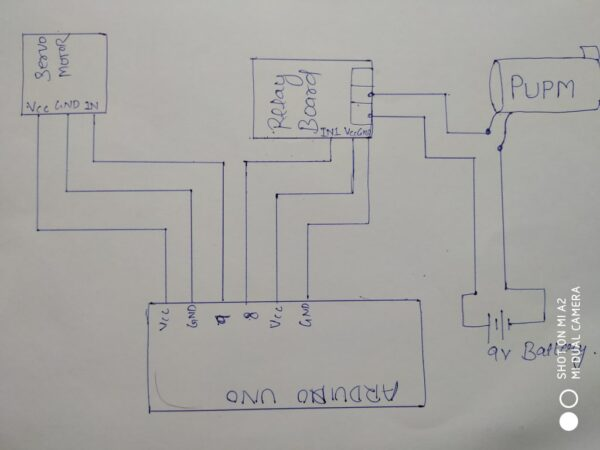 Servo
MOTOR
Vcc GND IN
Relay
Board
IN1 Vcc GND
PUPM
Vcc
GND
9
8
Vcc
GND
ARDUINO UNO
9V Battery.
SHOT ON MI A2
MI DUAL CAMERA